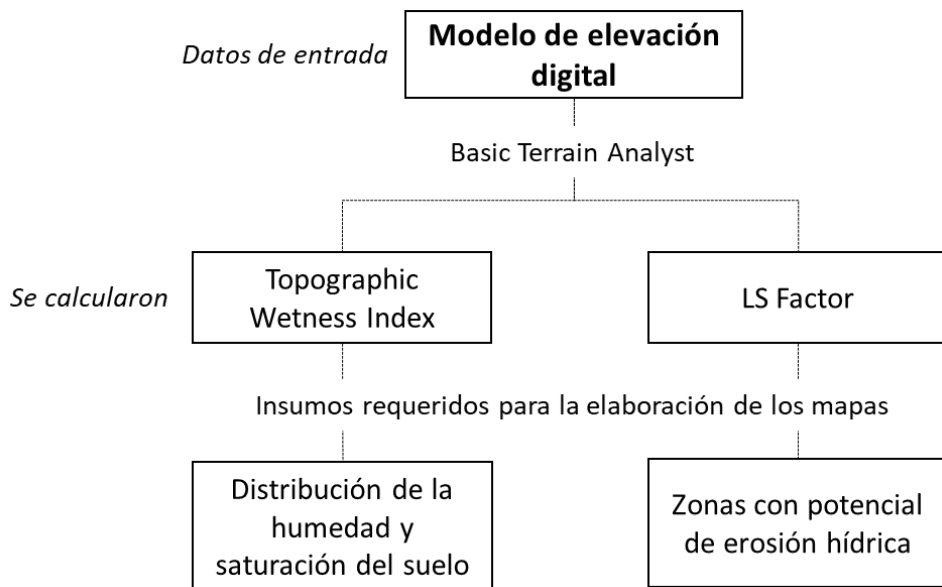 Datos de entrada
Modelo de elevación
digital
Basic Terrain Analyst
Se calcularon
Topographic
Wetness Index
LS Factor
Insumos requeridos para la elaboración de los mapas
Distribución de la
humedad y
saturación del suelo
Zonas con potencial
de erosión hídrica